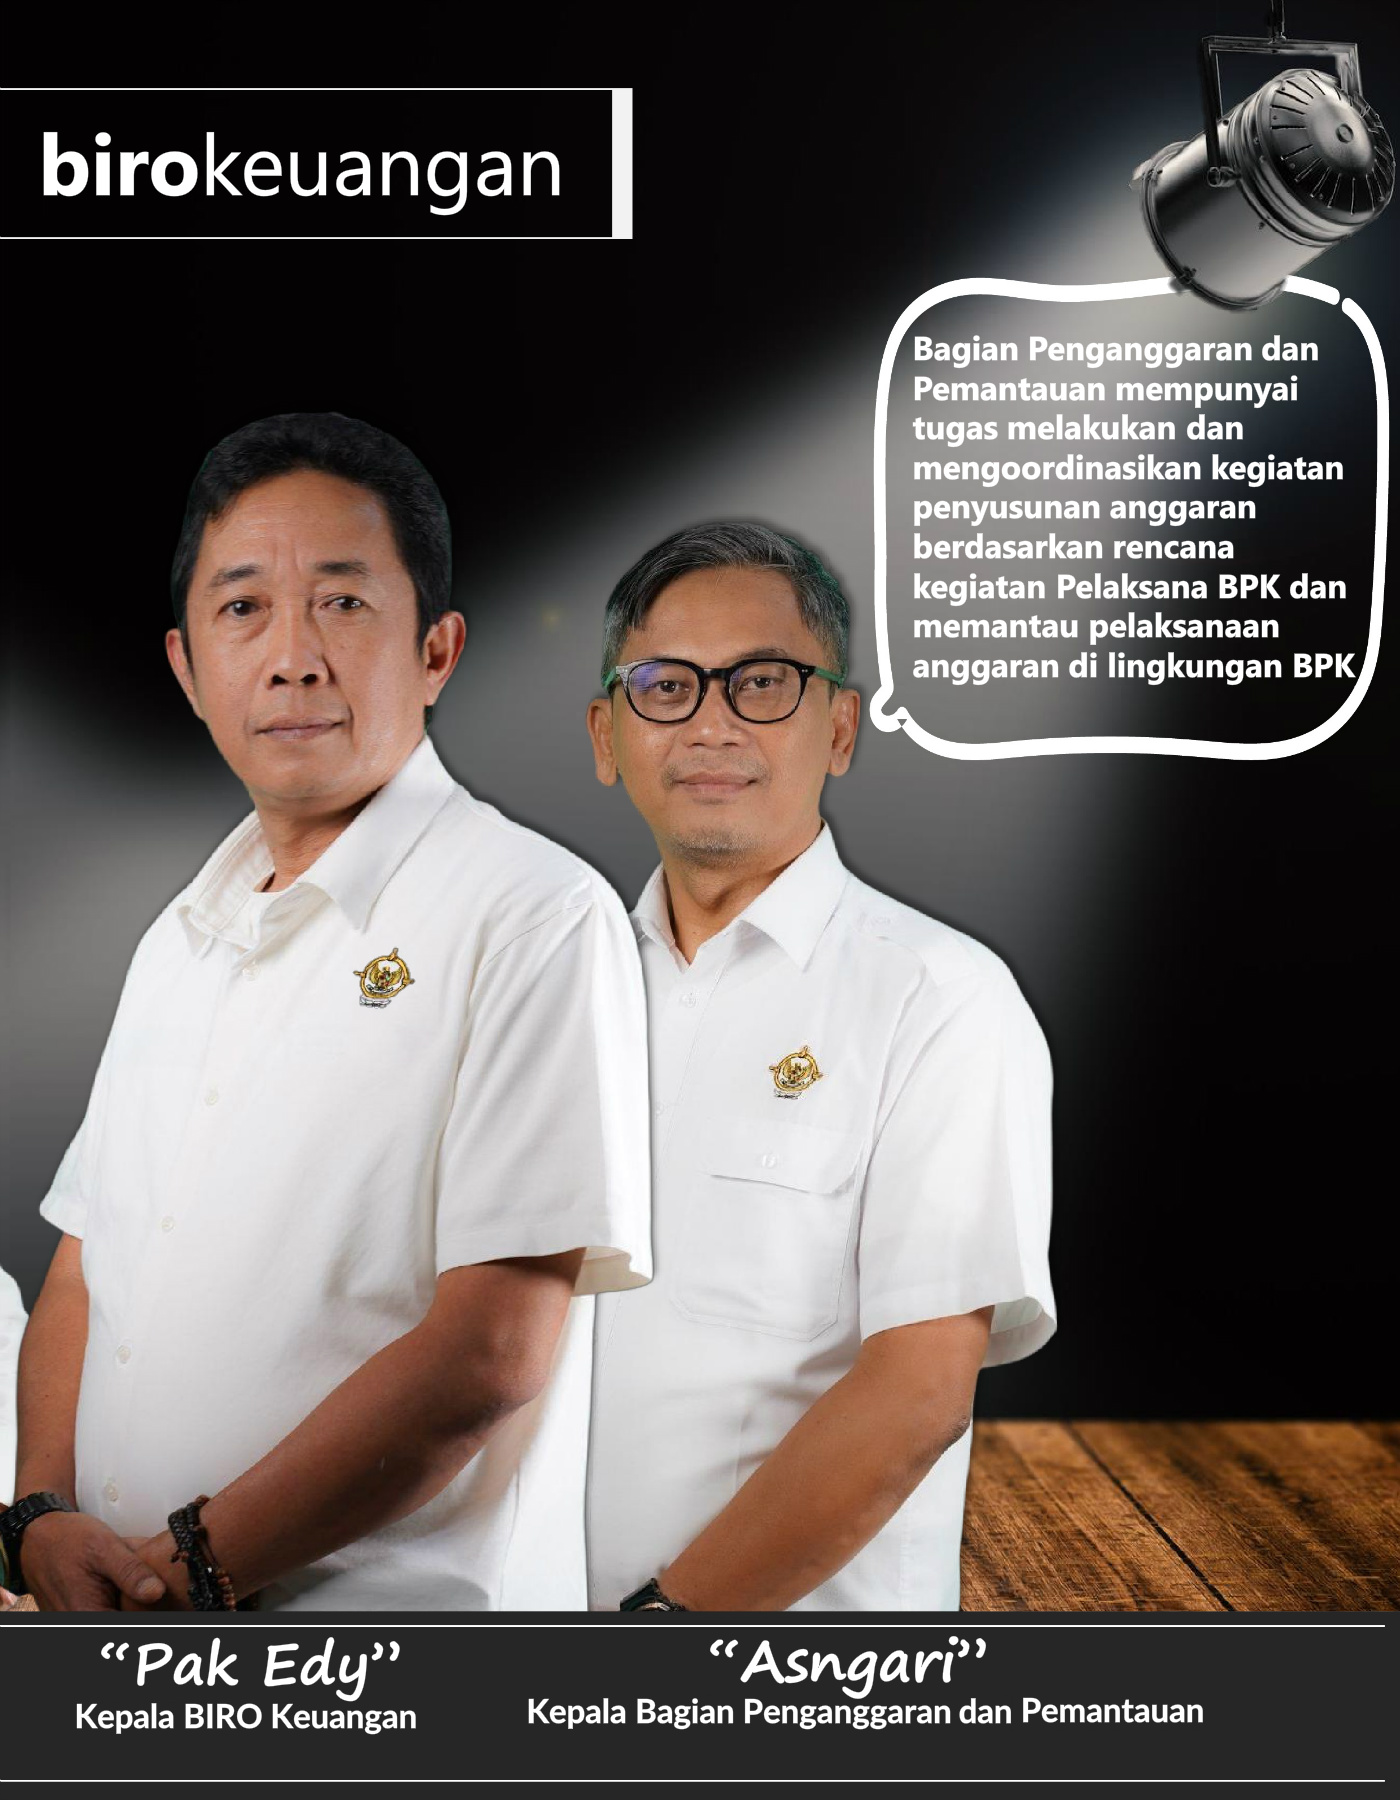 birokeuangan
Bagian Penganggaran dan
Pemantauan mempunyai
tugas melakukan dan
mengoordinasikan kegiatan
penyusunan anggaran
berdasarkan rencana
kegiatan Pelaksana BPK dan
memantau pelaksanaan
anggaran di lingkungan BPK
“Pak Edy”
Kepala BIRO Keuangan
“Asngari”
Kepala Bagian Penganggaran dan Pemantauan